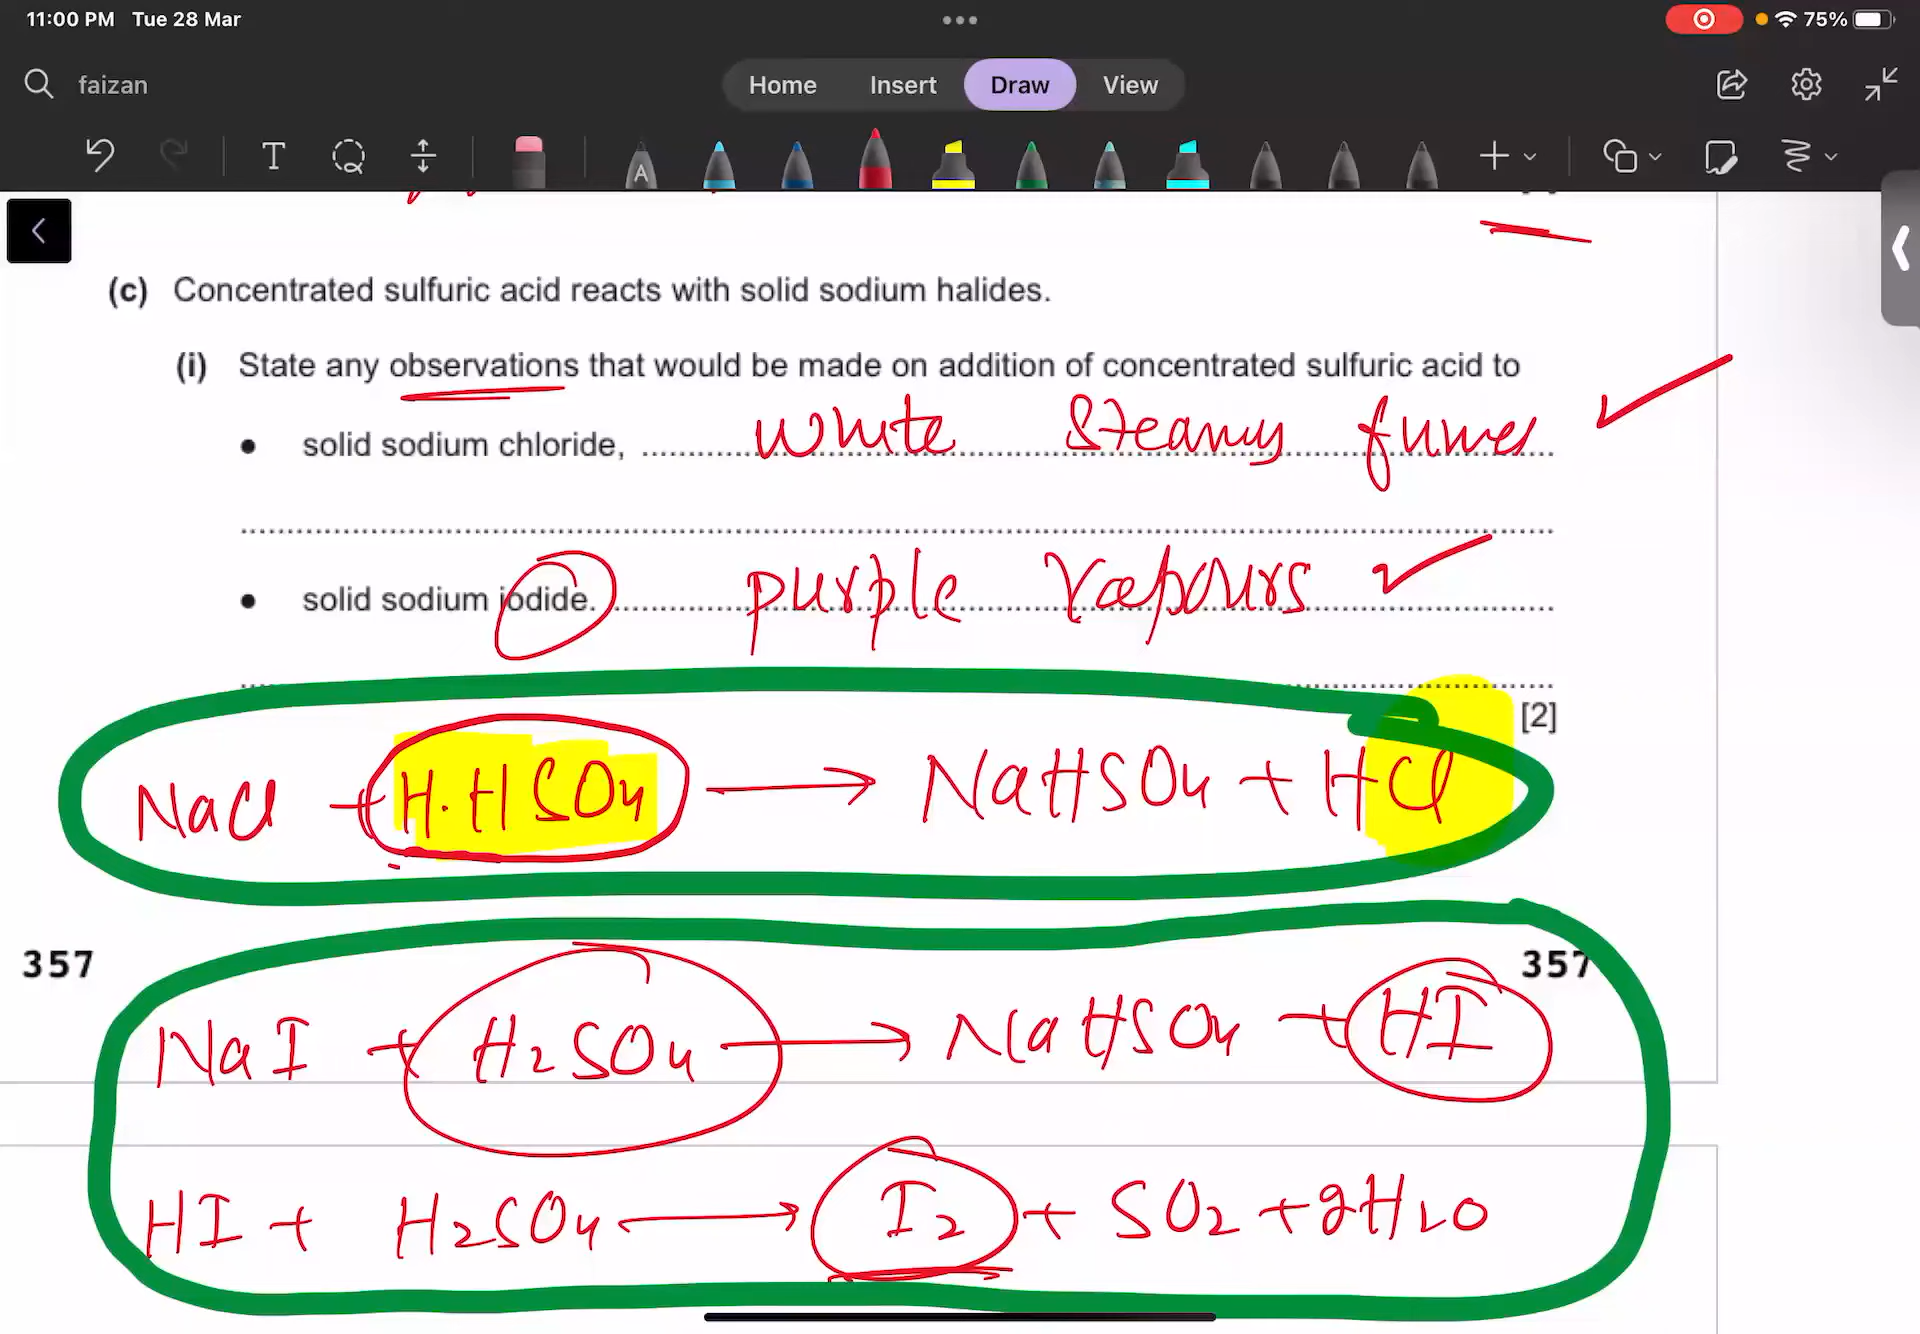 11:00 PM Tue 28 Mar 75%
faizan Home Insert Draw View
T A
(c) Concentrated sulfuric acid reacts with solid sodium halides.
(i) State any observations that would be made on addition of concentrated sulfuric acid to
• solid sodium chloride, white steamy fumes
• solid sodium iodide. purple vapours
[2]
NaCl + H·HSO4 → NaHSO4 + HCl
357 357
NaI + H2SO4 → NaHSO4 + HI
HI + H2SO4 → I2 + SO2 + 2H2O